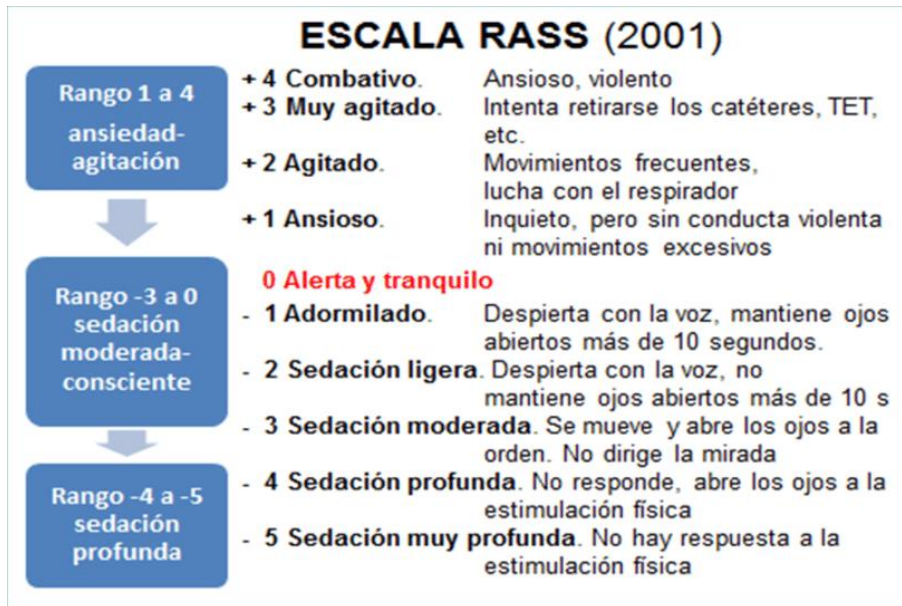 ESCALA RASS (2001)
Rango 1 a 4
ansiedad-
agitación
+ 4 Combativo. Ansioso, violento
+ 3 Muy agitado. Intenta retirarse los catéteres, TET,
etc.
+ 2 Agitado. Movimientos frecuentes,
lucha con el respirador
+ 1 Ansioso. Inquieto, pero sin conducta violenta
ni movimientos excesivos
Rango -3 a 0
sedación
moderada-
consciente
0 Alerta y tranquilo
- 1 Adormilado. Despierta con la voz, mantiene ojos
abiertos más de 10 segundos.
- 2 Sedación ligera. Despierta con la voz, no
mantiene ojos abiertos más de 10 s
- 3 Sedación moderada. Se mueve y abre los ojos a la
orden. No dirige la mirada
Rango -4 a -5
sedación
profunda
- 4 Sedación profunda. No responde, abre los ojos a la
estimulación física
- 5 Sedación muy profunda. No hay respuesta a la
estimulación física